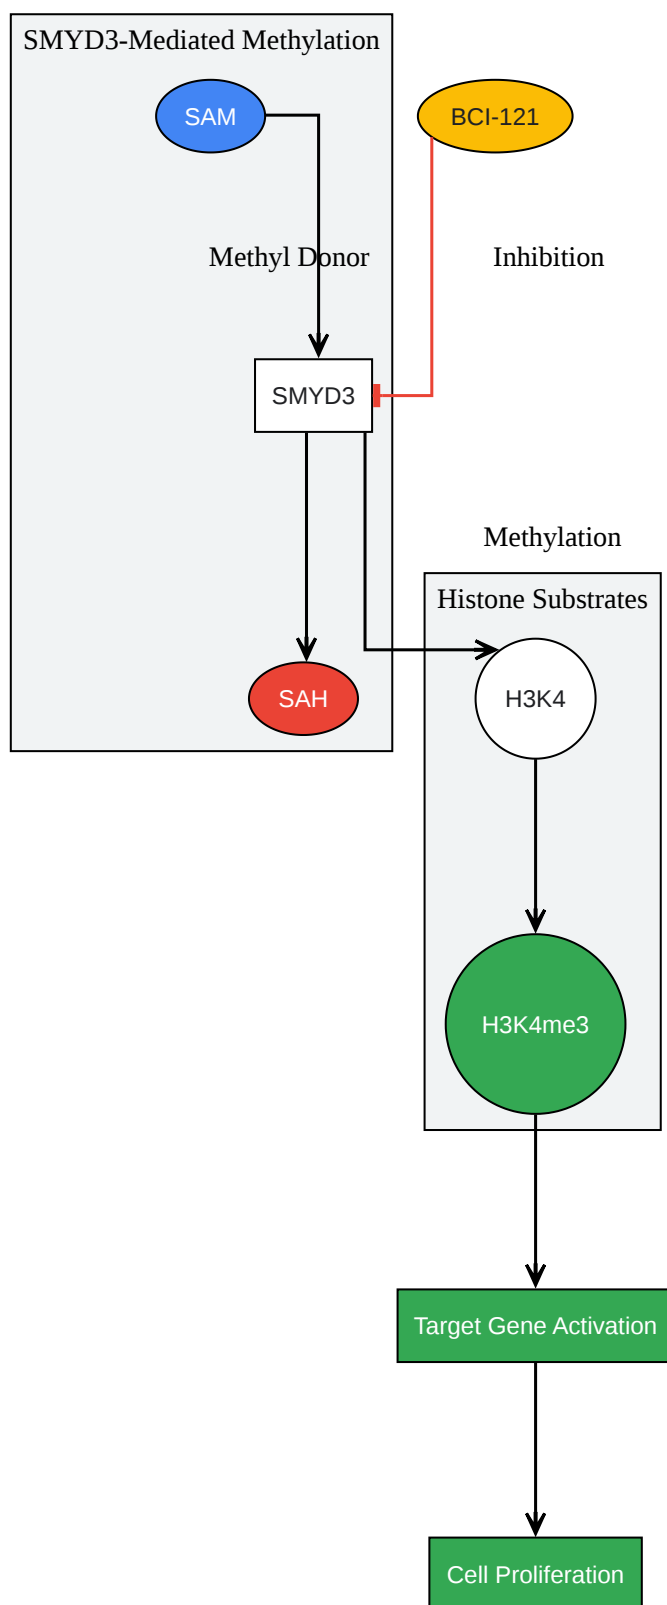 SMYD3-Mediated Methylation
SAM
BCI-121
Methyl Donor
Inhibition
SMYD3
Methylation
Histone Substrates
SAH
H3K4
H3K4me3
Target Gene Activation
Cell Proliferation